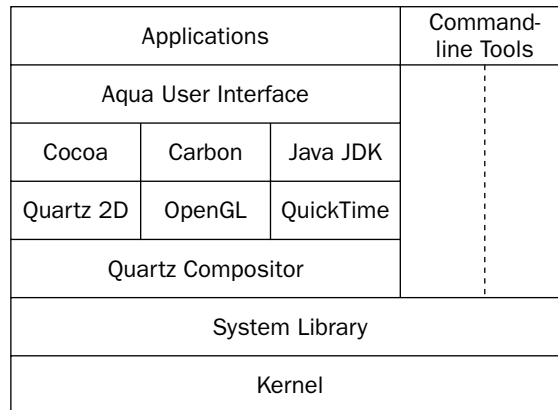 Applications
Command-
line Tools
Aqua User Interface
Cocoa Carbon Java JDK
Quartz 2D OpenGL QuickTime
Quartz Compositor
System Library
Kernel